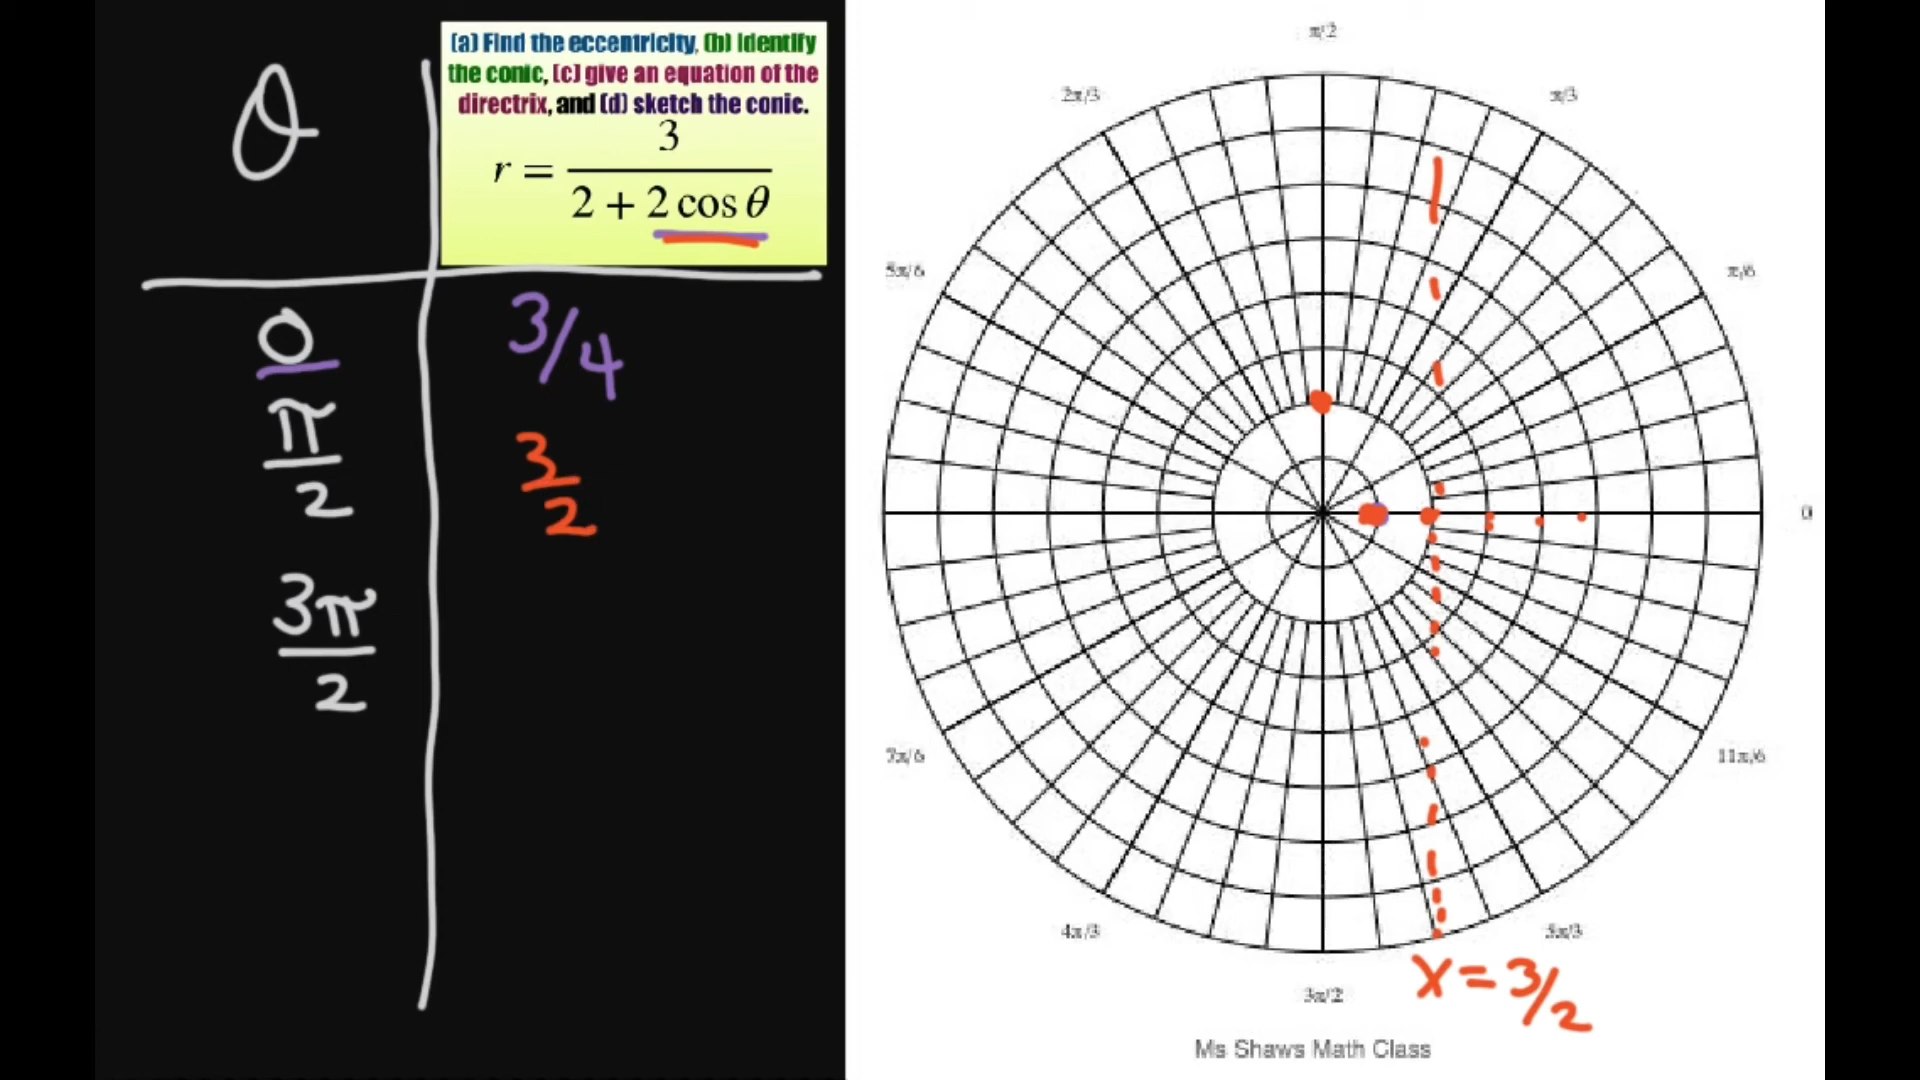 θ
(a) Find the eccentricity, (b) identify
the conic, (c) give an equation of the
directrix, and (d) sketch the conic.
r = 3 / (2 + 2 cos θ)
0
3/4
π/2
3/2
3π/2
π/2
2π/3
π/3
5π/6
π/6
0
7π/6
11π/6
4π/3
5π/3
3π/2
x = 3/2
Ms Shaws Math Class